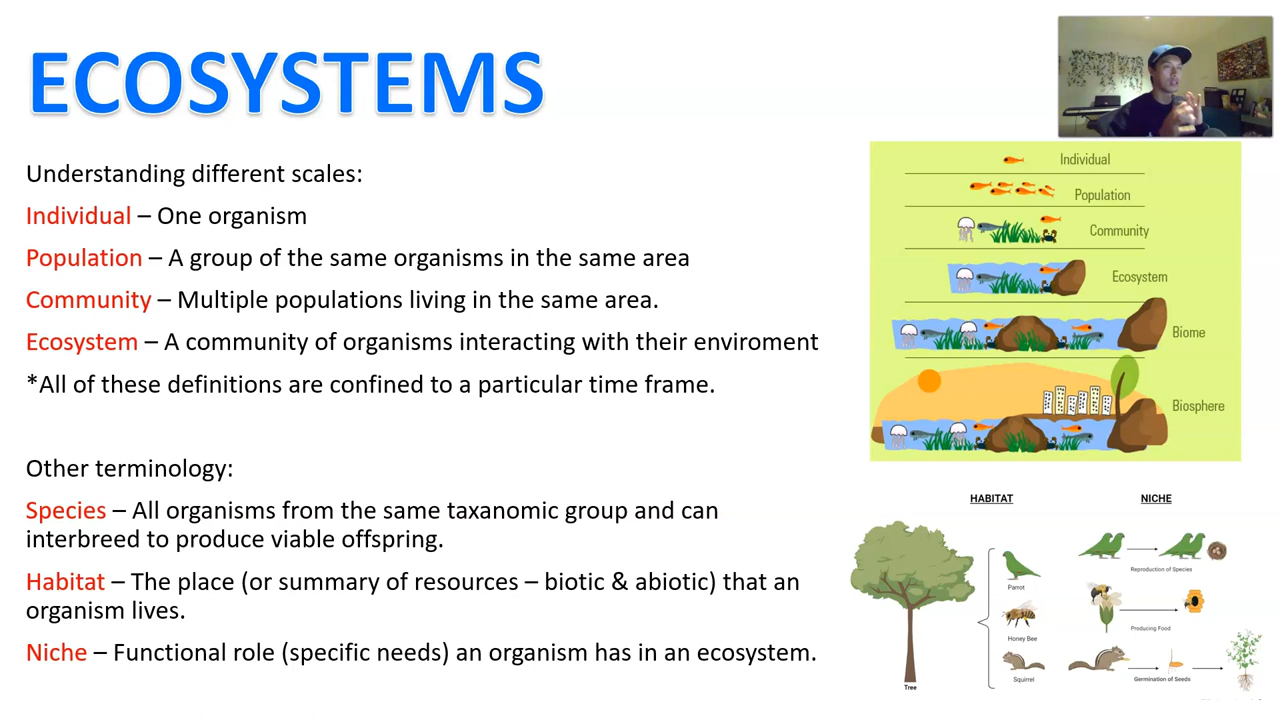 ECOSYSTEMS
Understanding different scales:
Individual – One organism
Population – A group of the same organisms in the same area
Community – Multiple populations living in the same area.
Ecosystem – A community of organisms interacting with their enviroment
*All of these definitions are confined to a particular time frame.
Other terminology:
Species – All organisms from the same taxanomic group and can
interbreed to produce viable offspring.
Habitat – The place (or summary of resources – biotic & abiotic) that an
organism lives.
Niche – Functional role (specific needs) an organism has in an ecosystem.
Individual
Population
Community
Ecosystem
Biome
Biosphere
HABITAT
NICHE
Parrot
Reproduction of Species
Honey Bee
Producing Food
Squirrel
Germination of Seeds
Tree